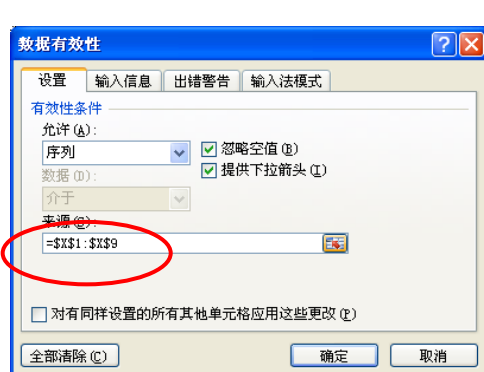 数据有效性
设置 输入信息 出错警告 输入法模式
有效性条件
允许(A):
序列
忽略空值(B)
数据(D):
提供下拉箭头(I)
介于
来源(S):
=$X$1:$X$9
对有同样设置的所有其他单元格应用这些更改(P)
全部清除(C) 确定 取消